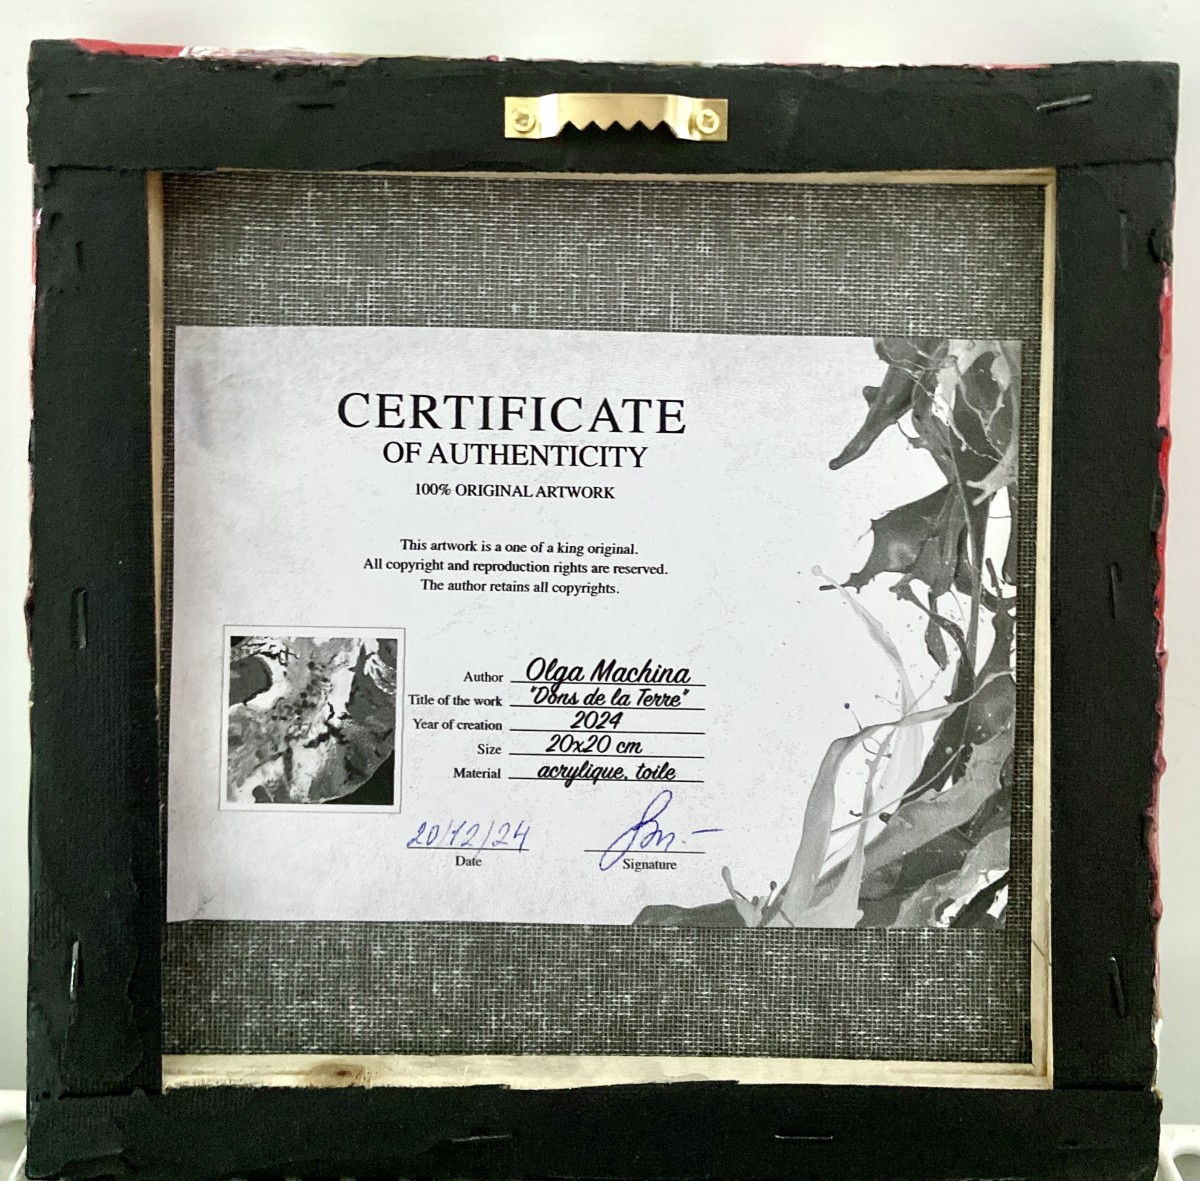 CERTIFICATE
OF AUTHENTICITY
100% ORIGINAL ARTWORK
This artwork is a one of a king original.
All copyright and reproduction rights are reserved.
The author retains all copyrights.
Author Olga Machina
Title of the work "Dons de la Terre"
Year of creation 2024
Size 20x20 cm
Material acrylique, toile
20/12/24
Date
Signature